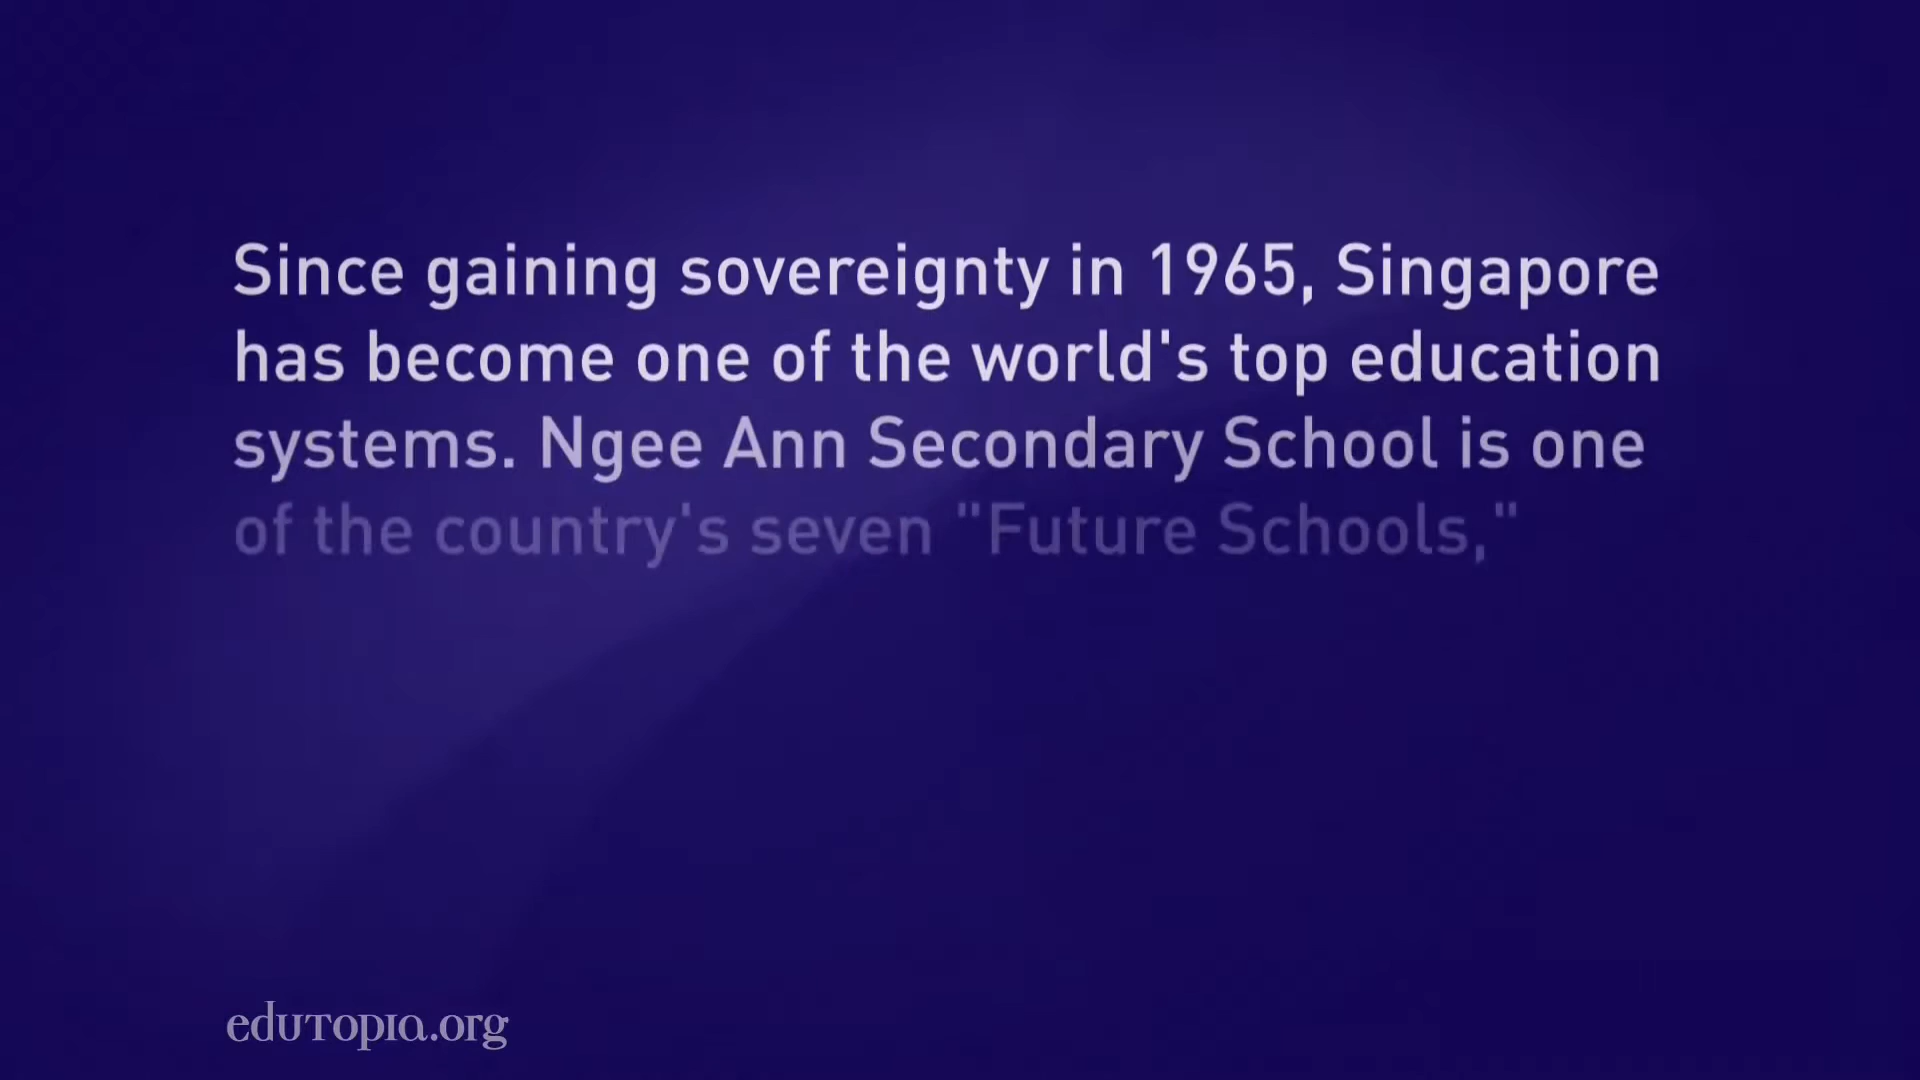 Since gaining sovereignty in 1965, Singapore
has become one of the world's top education
systems. Ngee Ann Secondary School is one
of the country's seven "Future Schools,"
edutopia.org